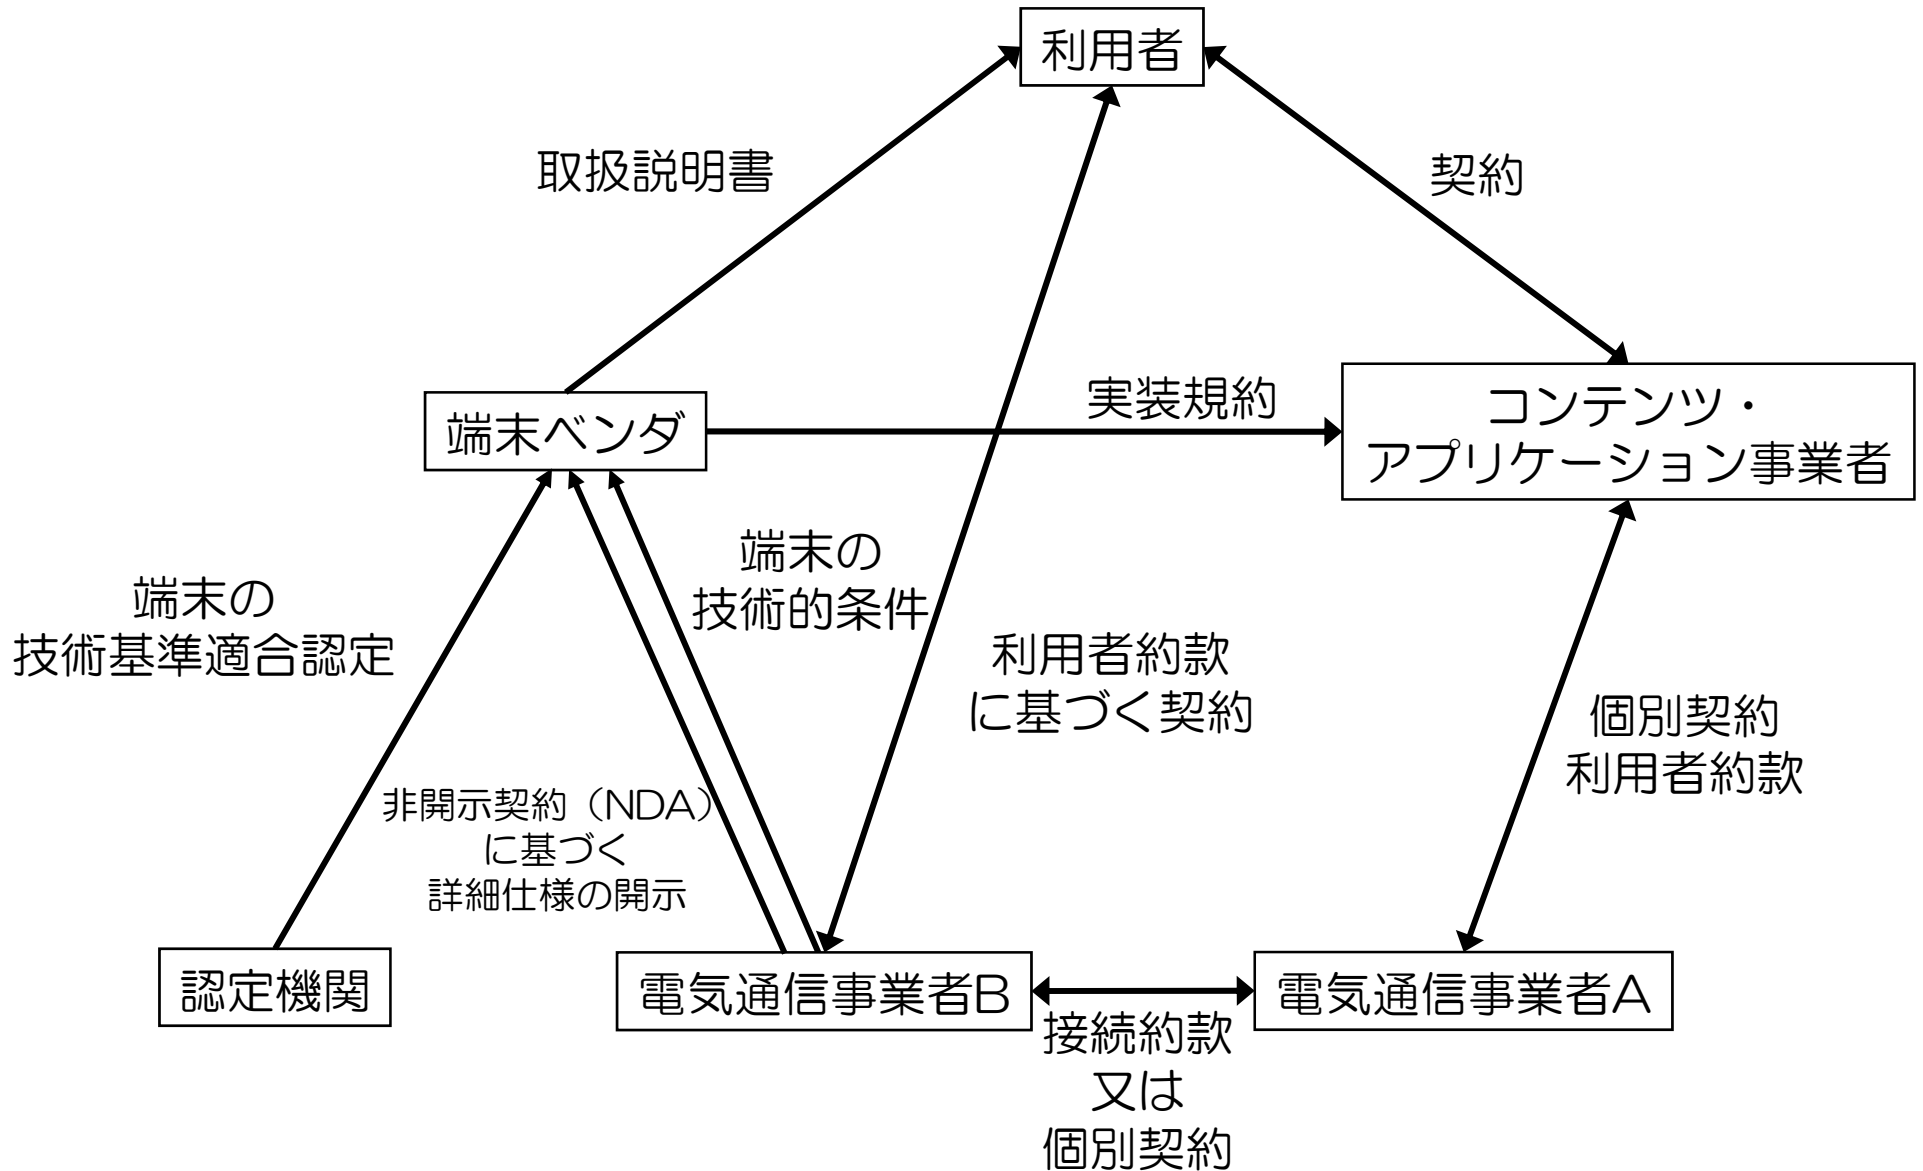 利用者
取扱説明書
契約
端末ベンダ
実装規約
コンテンツ・
アプリケーション事業者
端末の
技術的条件
端末の
技術基準適合認定
利用者約款
に基づく契約
個別契約
利用者約款
非開示契約（NDA）
に基づく
詳細仕様の開示
認定機関
電気通信事業者B
電気通信事業者A
接続約款
又は
個別契約